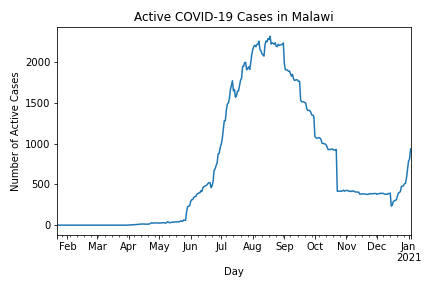 Active COVID-19 Cases in Malawi
Number of Active Cases
2000
1500
1000
500
0
Feb Mar Apr May Jun Jul Aug Sep Oct Nov Dec Jan
2021
Day